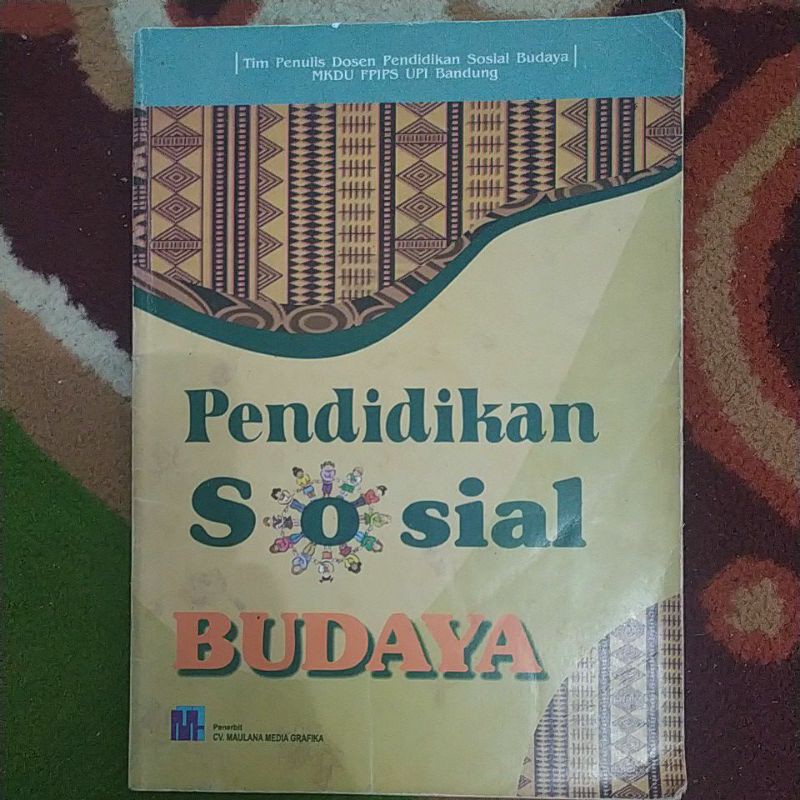 Tim Penulis Dosen Pendidikan Sosial Budaya
MKDU FPIPS UPI Bandung
Pendidikan
Sosial
BUDAYA
Penerbit
CV. MAULANA MEDIA GRAFIKA